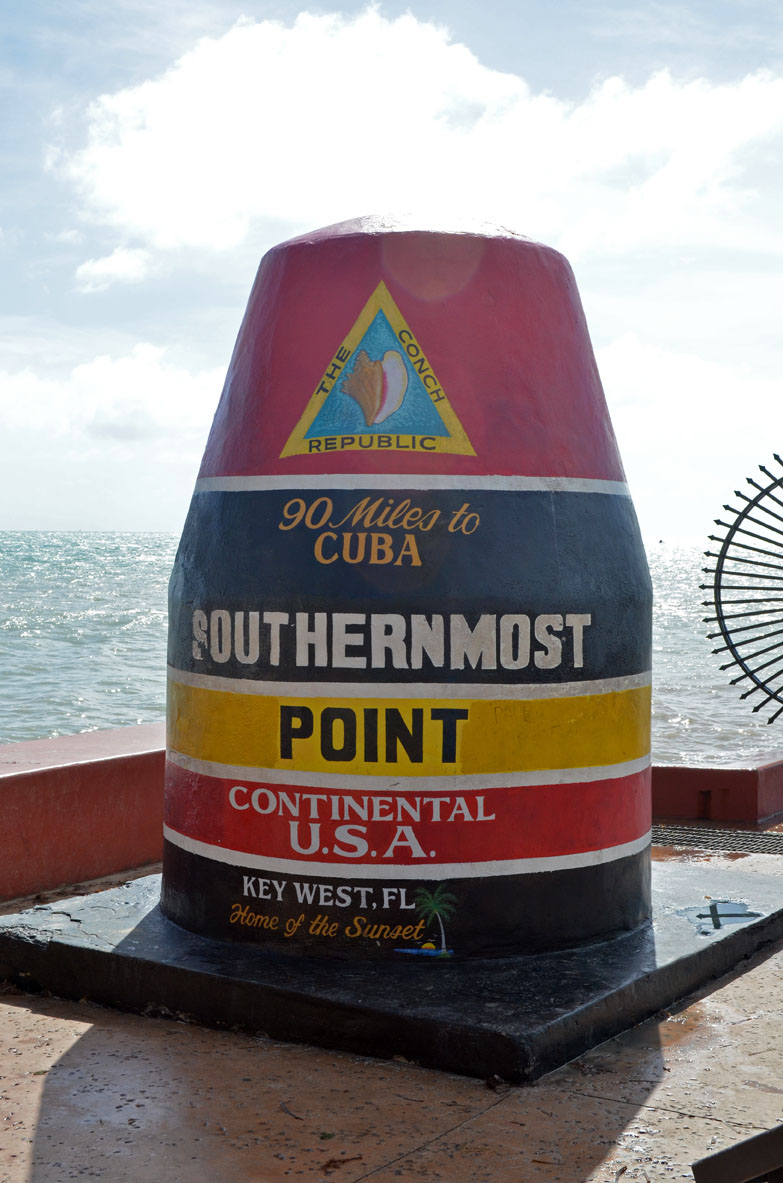 THE CONCH
REPUBLIC
90 Miles to
CUBA
SOUTHERNMOST
POINT
CONTINENTAL
U.S.A.
KEY WEST, FL
Home of the Sunset